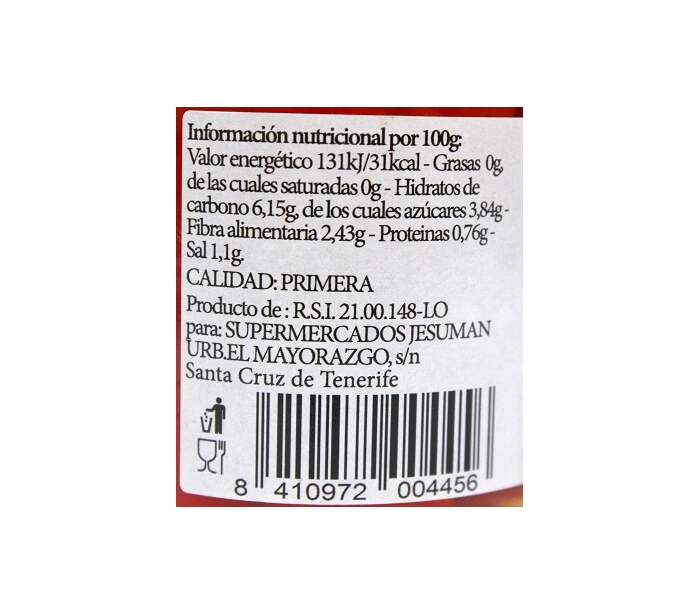 Información nutricional por 100g:
Valor energético 131kJ/31kcal - Grasas 0g,
de las cuales saturadas 0g - Hidratos de
carbono 6,15g, de los cuales azúcares 3,84g -
Fibra alimentaria 2,43g - Proteinas 0,76g -
Sal 1,1g.
CALIDAD: PRIMERA
Producto de : R.S.I. 21.00.148-LO
para: SUPERMERCADOS JESUMAN
URB.EL MAYORAZGO, s/n
Santa Cruz de Tenerife
8 410972 004456